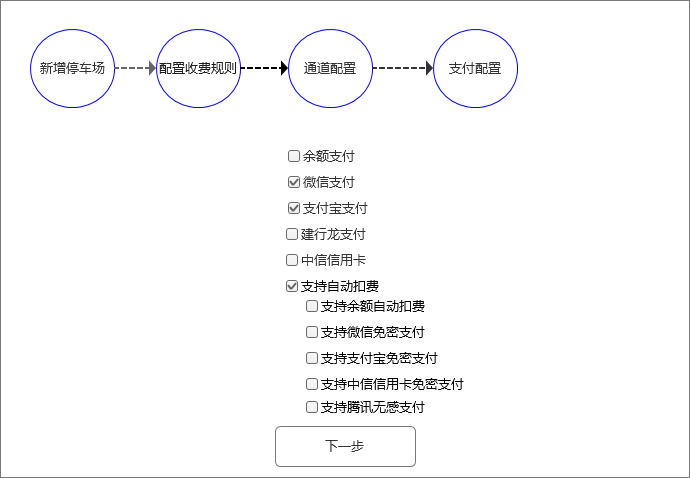 新增停车场
配置收费规则
通道配置
支付配置
余额支付
微信支付
支付宝支付
建行龙支付
中信信用卡
支持自动扣费
支持余额自动扣费
支持微信免密支付
支持支付宝免密支付
支持中信信用卡免密支付
支持腾讯无感支付
下一步